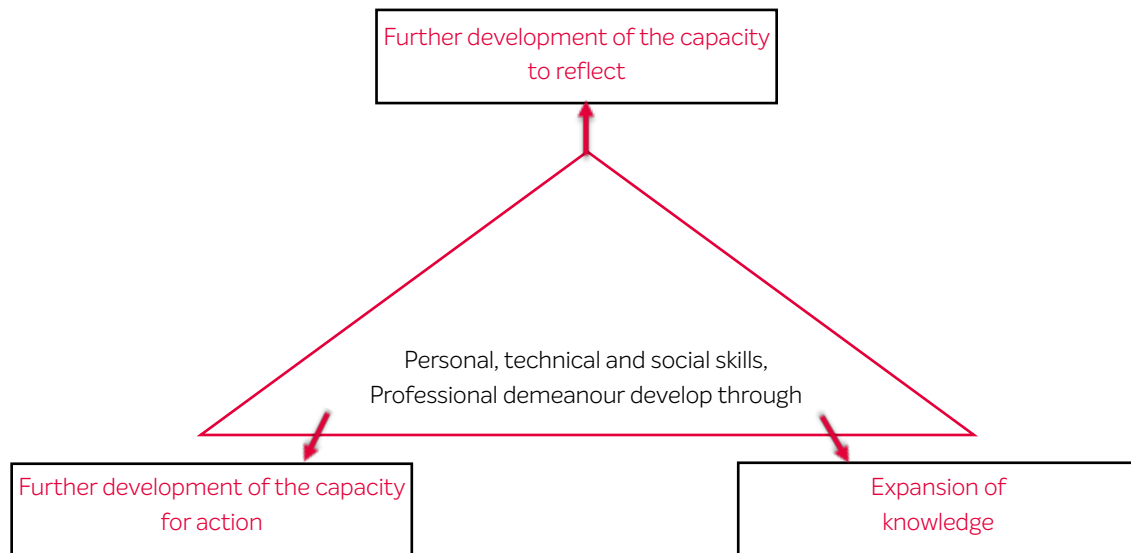 Further development of the capacity
to reflect
Personal, technical and social skills,
Professional demeanour develop through
Further development of the capacity
for action
Expansion of
knowledge